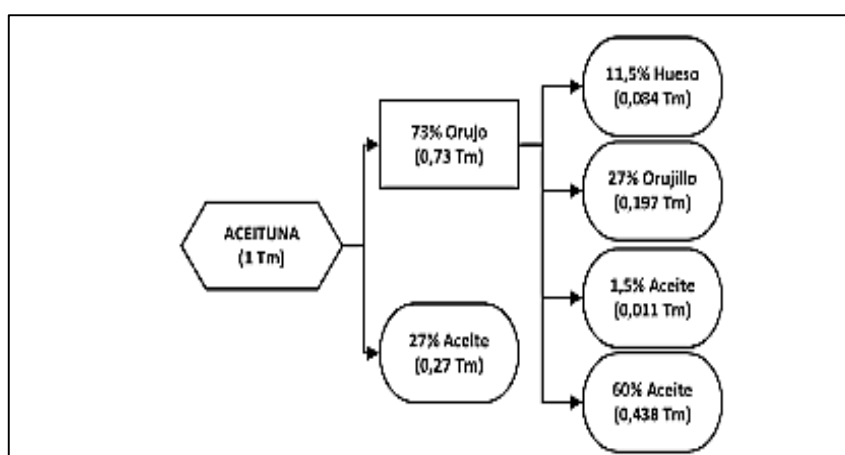 ACEITUNA
(1 Tm)
73% Orujo
(0,73 Tm)
27% Aceite
(0,27 Tm)
11,5% Hueso
(0,084 Tm)
27% Orujillo
(0,197 Tm)
1,5% Aceite
(0,011 Tm)
60% Aceite
(0,438 Tm)